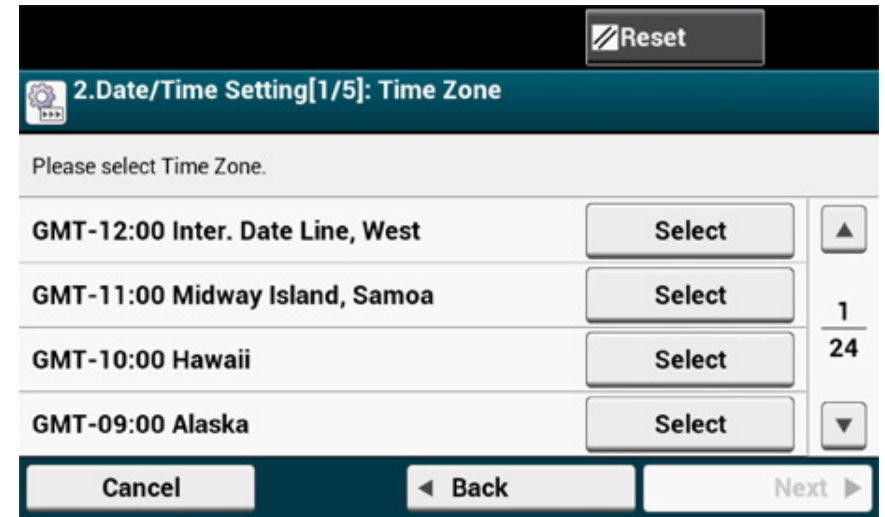 Reset
2.Date/Time Setting[1/5]: Time Zone
Please select Time Zone.
GMT-12:00 Inter. Date Line, West Select
GMT-11:00 Midway Island, Samoa Select
1
GMT-10:00 Hawaii Select
24
GMT-09:00 Alaska Select
Cancel Back Next